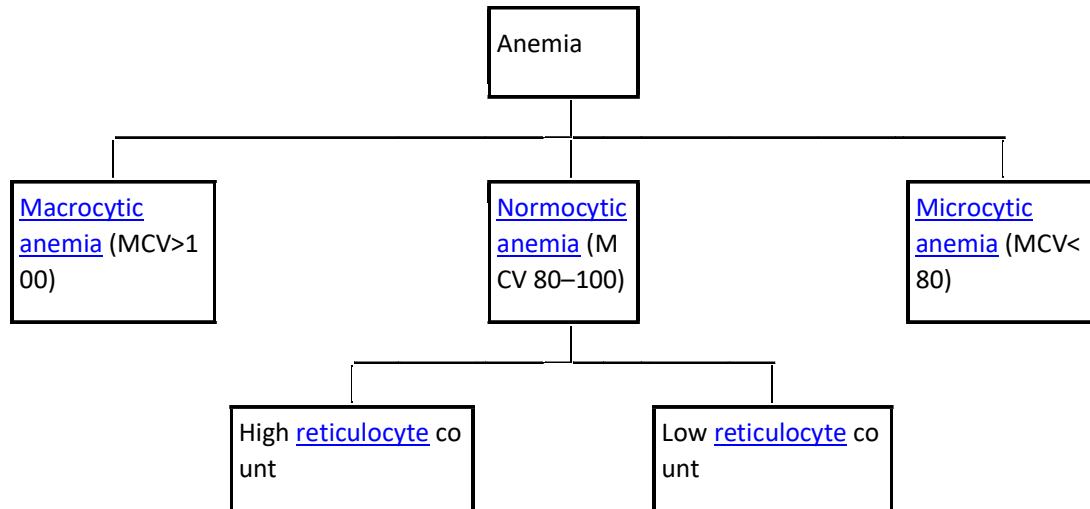 Anemia
Macrocytic
anemia (MCV>1
00)
Normocytic
anemia (M
CV 80–100)
Microcytic
anemia (MCV<
80)
High reticulocyte co
unt
Low reticulocyte co
unt